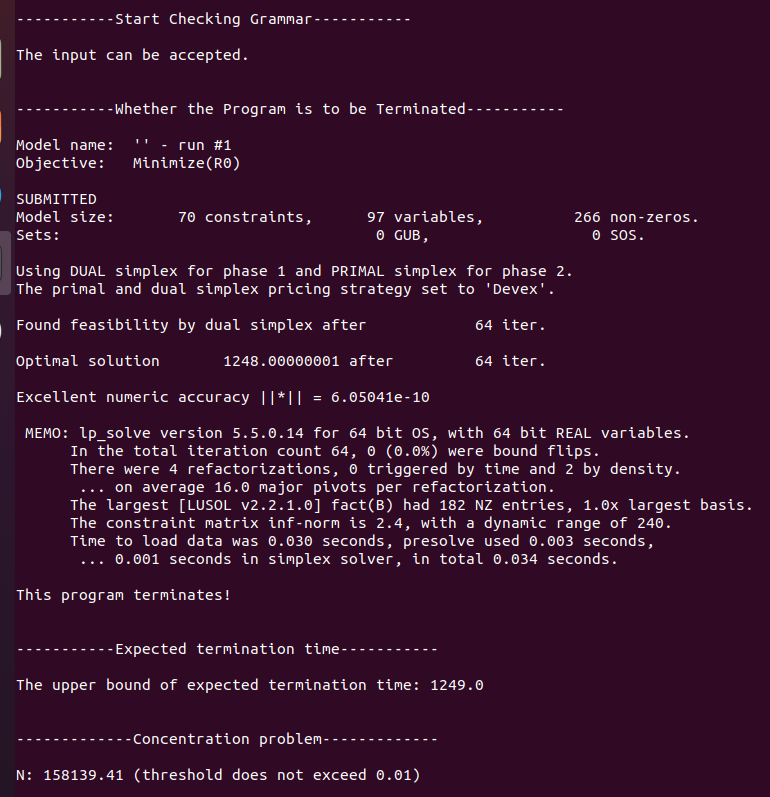 -----------Start Checking Grammar-----------
The input can be accepted.
-----------Whether the Program is to be Terminated-----------
Model name:  '' - run #1
Objective:   Minimize(R0)
SUBMITTED
Model size:       70 constraints,      97 variables,          266 non-zeros.
Sets:                                   0 GUB,                  0 SOS.
Using DUAL simplex for phase 1 and PRIMAL simplex for phase 2.
The primal and dual simplex pricing strategy set to 'Devex'.
Found feasibility by dual simplex after            64 iter.
Optimal solution       1248.00000001 after         64 iter.
Excellent numeric accuracy ||*|| = 6.05041e-10
 MEMO: lp_solve version 5.5.0.14 for 64 bit OS, with 64 bit REAL variables.
      In the total iteration count 64, 0 (0.0%) were bound flips.
      There were 4 refactorizations, 0 triggered by time and 2 by density.
       ... on average 16.0 major pivots per refactorization.
      The largest [LUSOL v2.2.1.0] fact(B) had 182 NZ entries, 1.0x largest basis.
      The constraint matrix inf-norm is 2.4, with a dynamic range of 240.
      Time to load data was 0.030 seconds, presolve used 0.003 seconds,
       ... 0.001 seconds in simplex solver, in total 0.034 seconds.
This program terminates!
-----------Expected termination time-----------
The upper bound of expected termination time: 1249.0
-------------Concentration problem-------------
N: 158139.41 (threshold does not exceed 0.01)